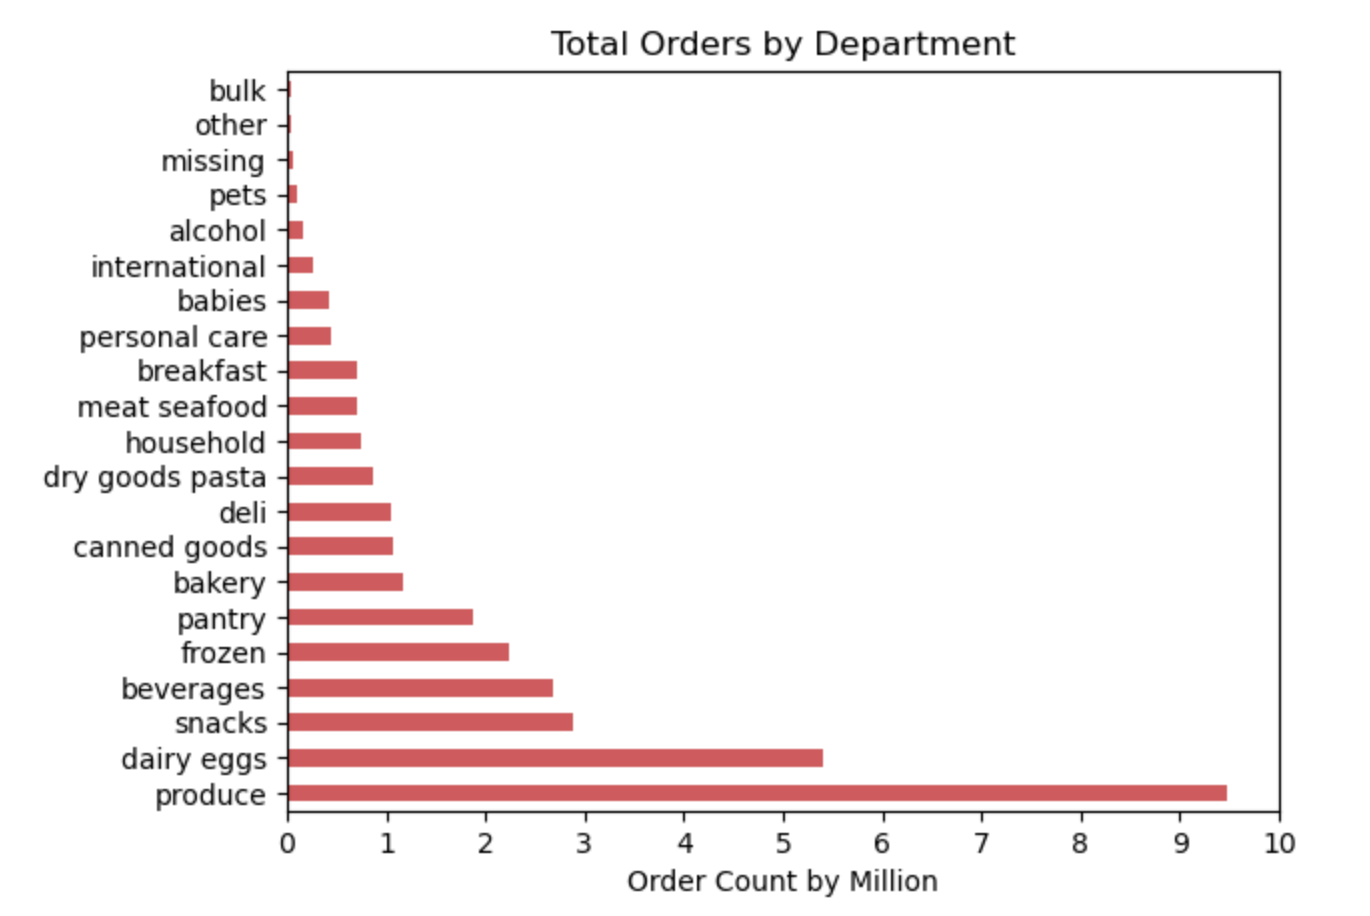 Total Orders by Department
bulk
other
missing
pets
alcohol
international
babies
personal care
breakfast
meat seafood
household
dry goods pasta
deli
canned goods
bakery
pantry
frozen
beverages
snacks
dairy eggs
produce
0 1 2 3 4 5 6 7 8 9 10
Order Count by Million